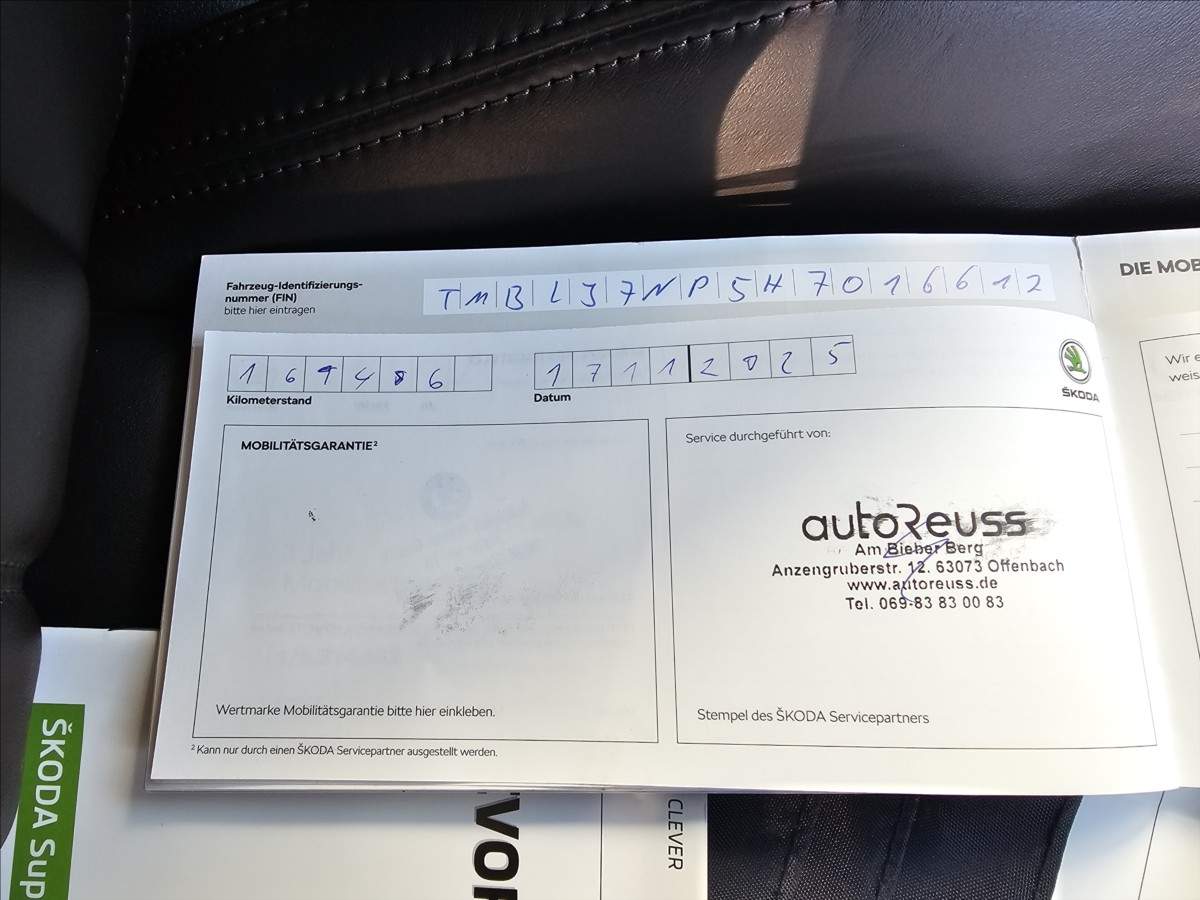 Fahrzeug-Identifizierungs-
nummer (FIN)
bitte hier eintragen
TMBLJ7NP5H7016612
169486
17112025
Kilometerstand
Datum
ŠKODA
MOBILITÄTSGARANTIE²
Wertmarke Mobilitätsgarantie bitte hier einkleben.
² Kann nur durch einen ŠKODA Servicepartner ausgestellt werden.
Service durchgeführt von:
autoReuss
Am Bieber Berg
Anzengruberstr. 12. 63073 Offenbach
www.autoreuss.de
Tel. 069-83 83 00 83
Stempel des ŠKODA Servicepartners
DIE MOB
Wir e
weis
ŠKODA Sup
CLEVER